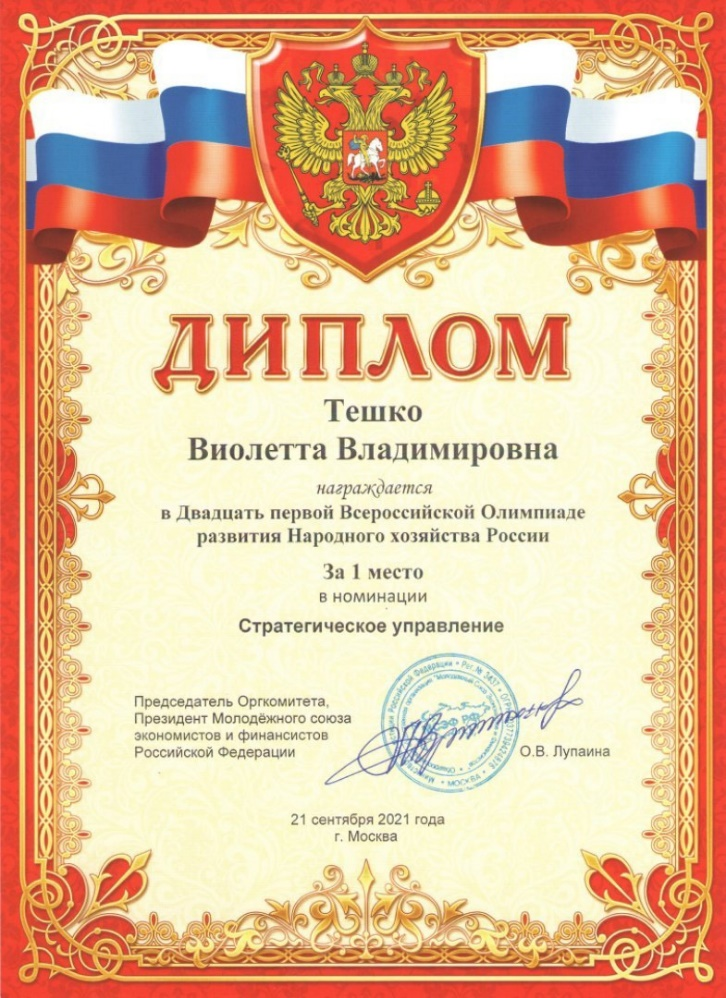 ДИПЛОМ
Тешко
Виолетта Владимировна
награждается
в Двадцать первой Всероссийской Олимпиаде
развития Народного хозяйства России
За 1 место
в номинации
Стратегическое управление
Председатель Оргкомитета,
Президент Молодёжного союза
экономистов и финансистов
Российской Федерации
О.В. Лупаина
МОСКВА
21 сентября 2021 года
г. Москва